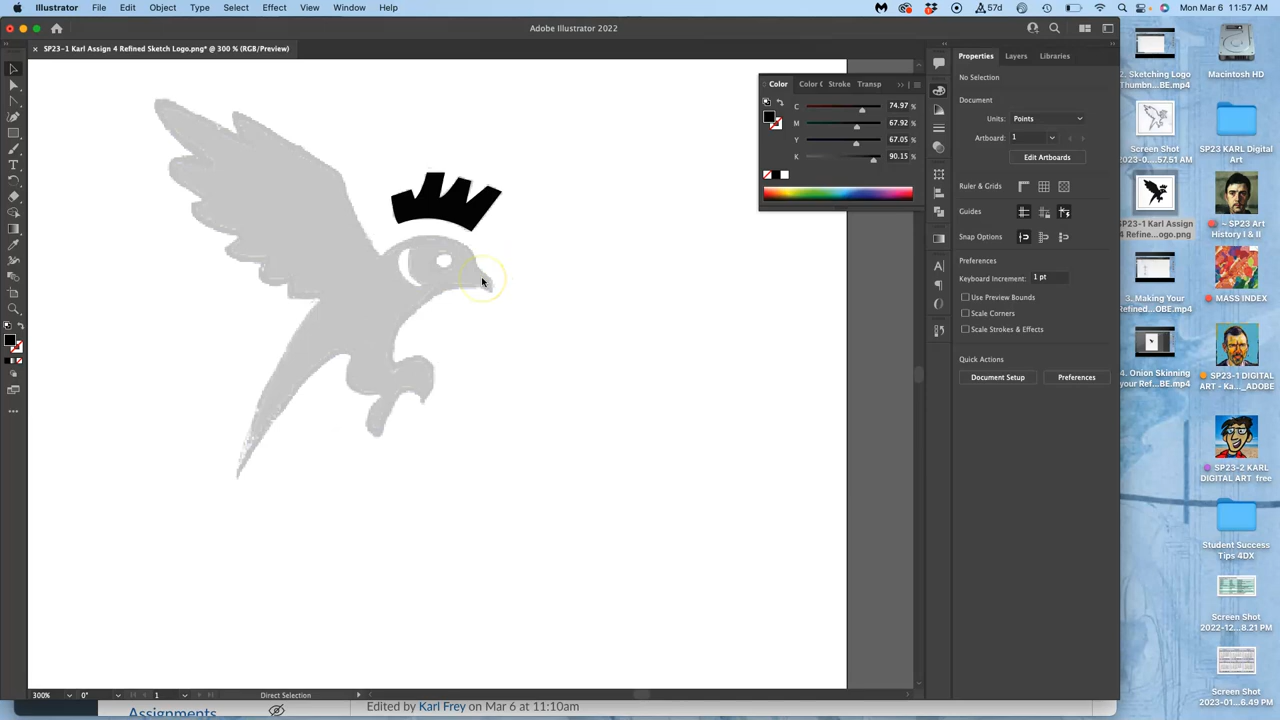 Illustrator File Edit Object Type Select Effect View Window Help
57d
Mon Mar 6 11:57 AM
Adobe Illustrator 2022
× SP23-1 Karl Assign 4 Refined Sketch Logo.png* @ 300 % (RGB/Preview)
Color Color Stroke Transp
C 74.97 %
M 67.92 %
Y 67.05 %
K 90.15 %
Properties Layers Libraries
No Selection
Document
Units: Points
Artboard: 1
Edit Artboards
Ruler & Grids
Guides
Snap Options
Preferences
Keyboard Increment: 1 pt
Use Preview Bounds
Scale Corners
Scale Strokes & Effects
Quick Actions
Document Setup Preferences
2. Sketching Logo
Thumbn...BE.mp4
Screen Shot
2023-0...57.51 AM
SP23-1 Karl Assign
4 Refine...ogo.png
3. Making Your
Refined...OBE.mp4
4. Onion Skinning
your Ref...BE.mp4
Macintosh HD
SP23 KARL Digital
Art
~ SP23 Art
History I & II
MASS INDEX
SP23-1 DIGITAL
ART - Ka..._ADOBE
SP23-2 KARL
DIGITAL ART free
Student Success
Tips 4DX
Screen Shot
2022-12...8.21 PM
Screen Shot
2023-01...6.49 PM
300% 0° 1 Direct Selection
Assignments
Edited by Karl Frey on Mar 6 at 11:10am